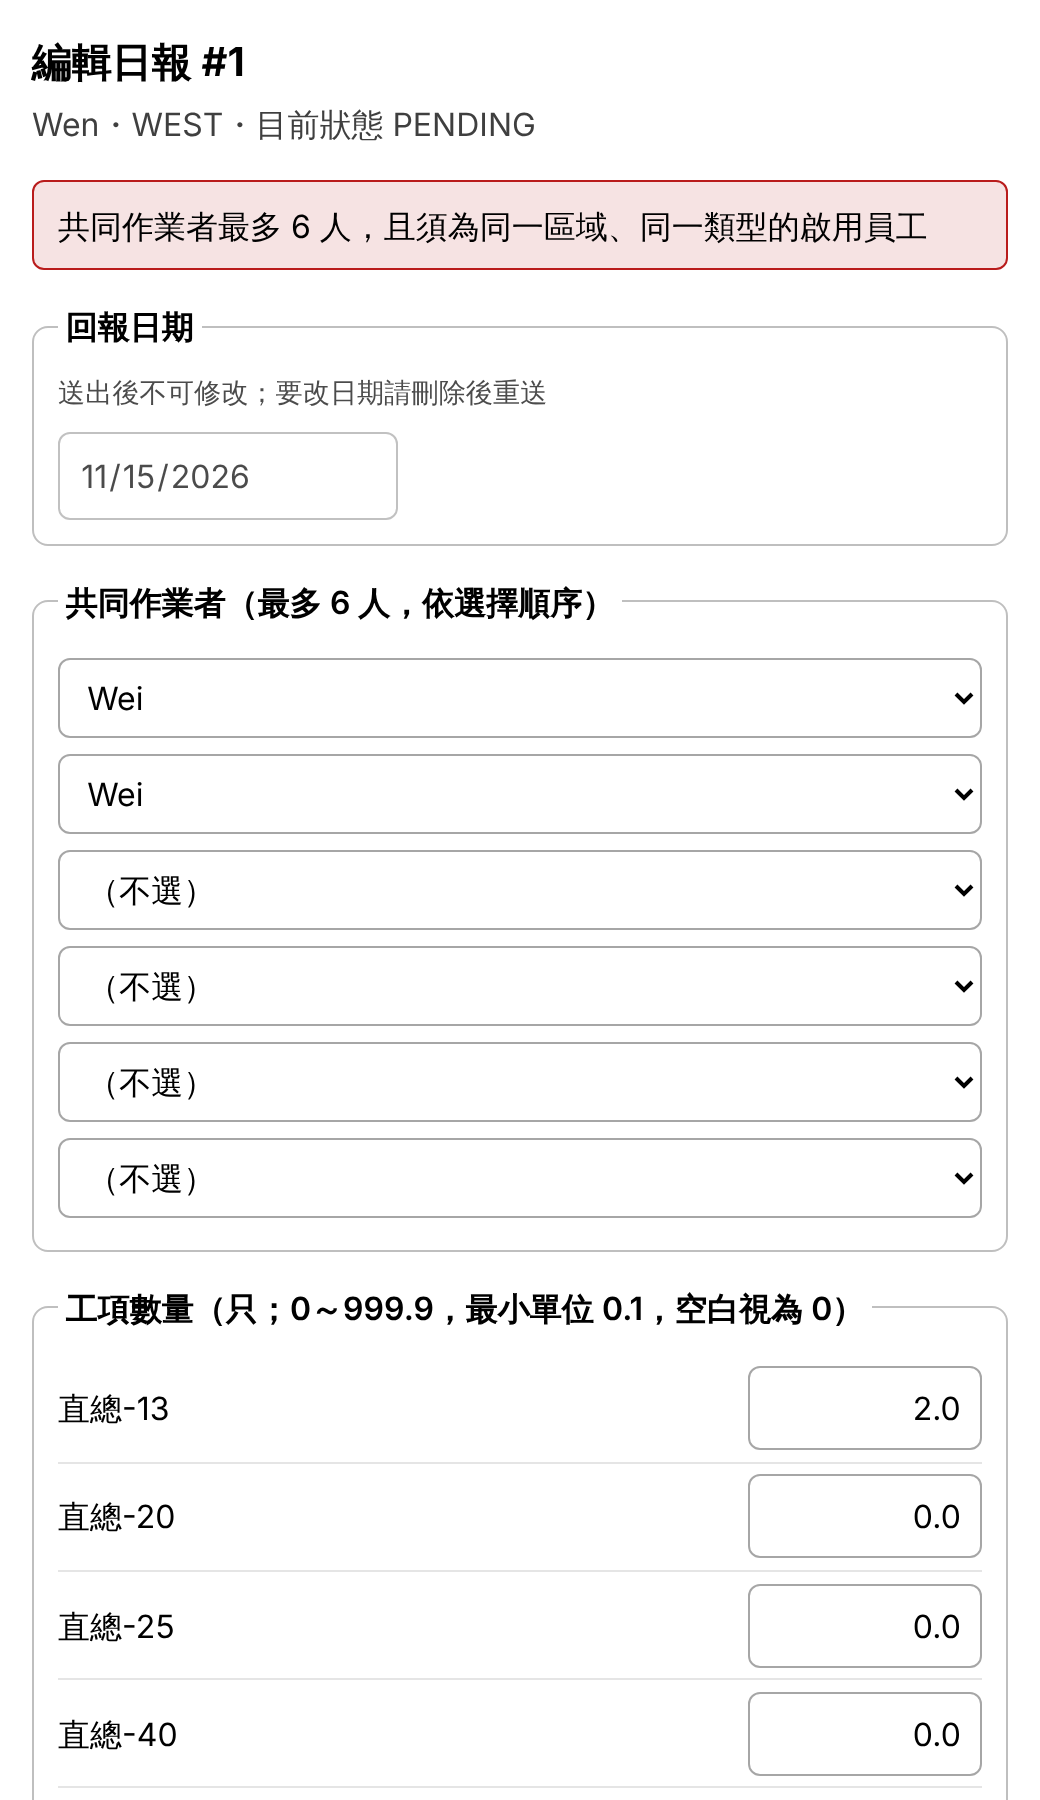 編輯日報 #1
Wen・WEST・目前狀態 PENDING
共同作業者最多 6 人，且須為同一區域、同一類型的啟用員工
回報日期
送出後不可修改；要改日期請刪除後重送
11/15/2026
共同作業者（最多 6 人，依選擇順序）
Wei
Wei
（不選）
（不選）
（不選）
（不選）
工項數量（只；0～999.9，最小單位 0.1，空白視為 0）
直總-13 2.0
直總-20 0.0
直總-25 0.0
直總-40 0.0